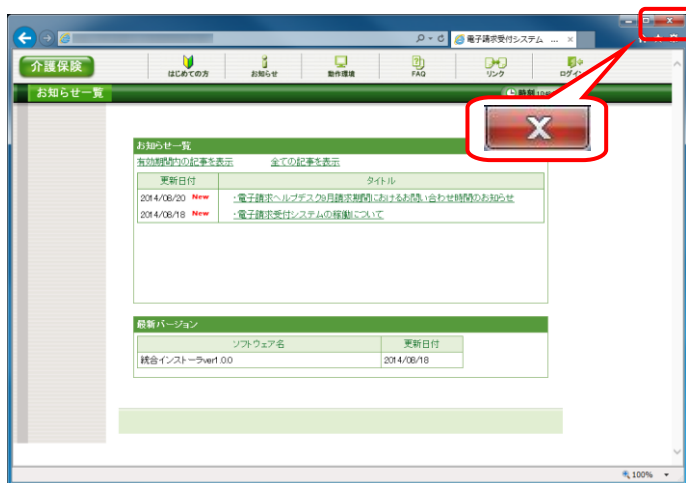 電子請求受付システム ...
介護保険
はじめての方
お知らせ
動作環境
FAQ
リンク
お知らせ一覧
時刻
お知らせ一覧
有効期間内の記事を表示 全ての記事を表示
更新日付 タイトル
2014/08/20 New ・電子請求ヘルプデスク9月請求期間におけるお問い合わせ時間のお知らせ
2014/08/18 New ・電子請求受付システムの稼働について
最新バージョン
ソフトウェア名 更新日付
統合インストーラver1.0.0 2014/08/18
100%